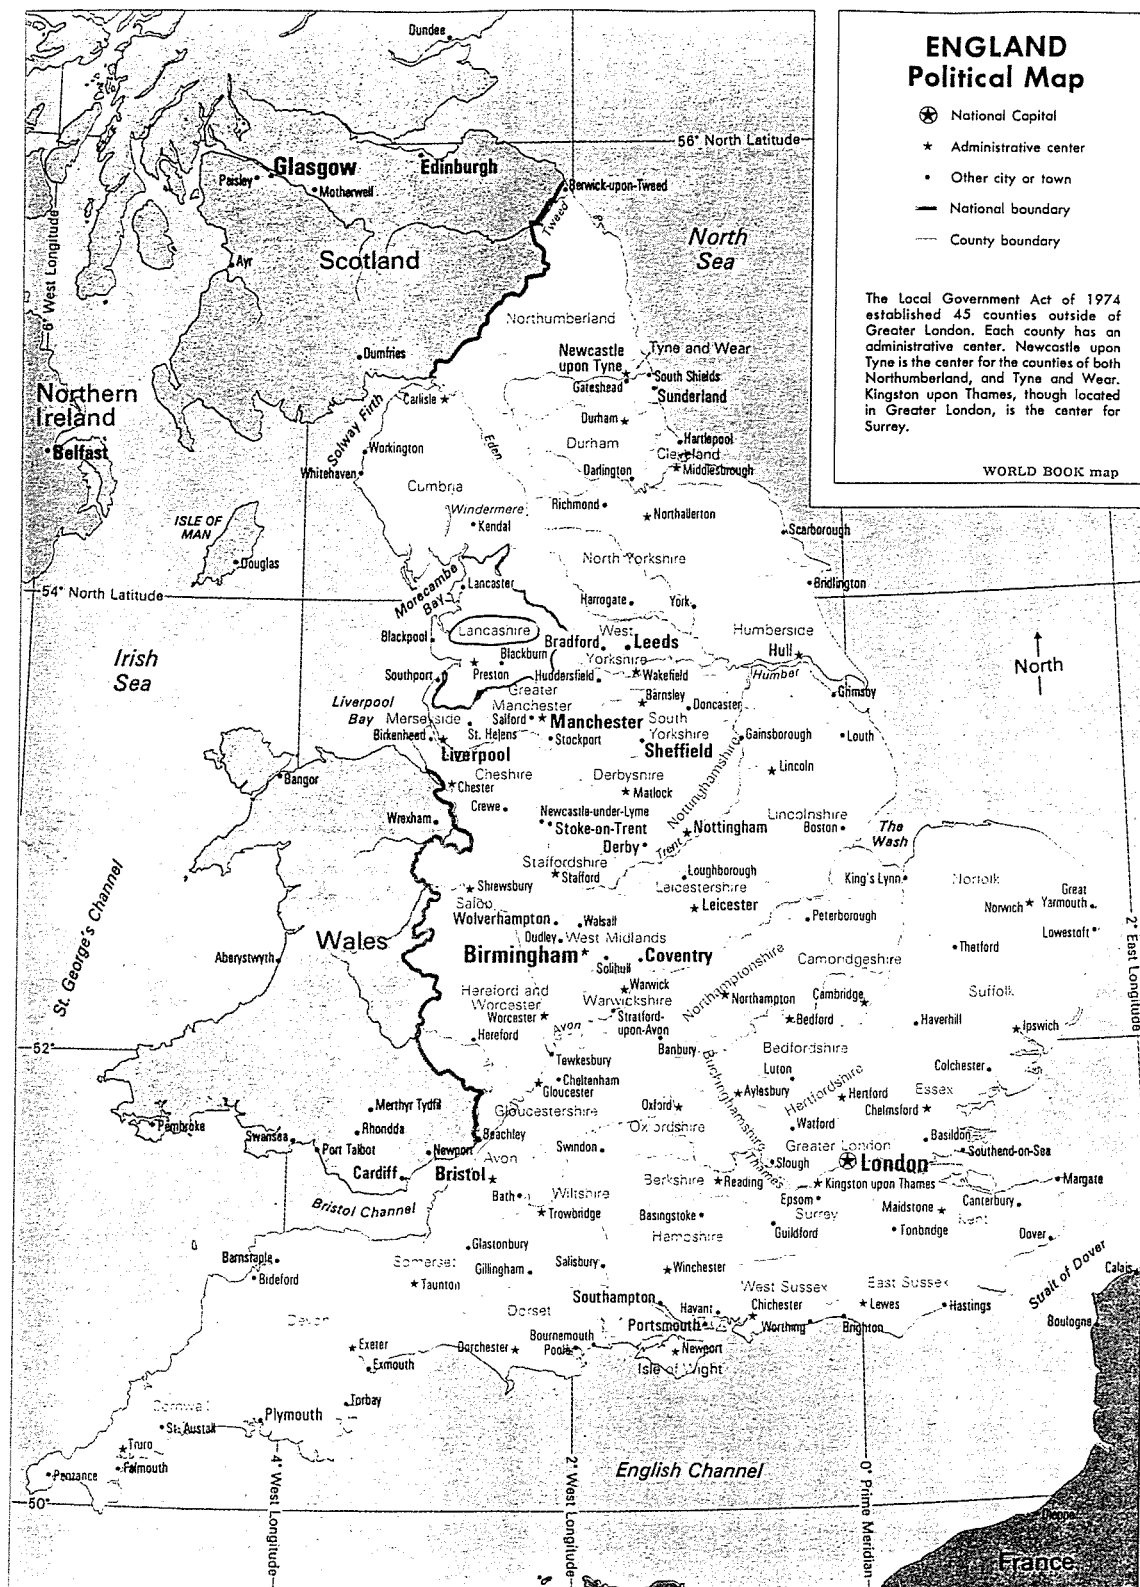 ENGLAND
Political Map
National Capital
Administrative center
Other city or town
National boundary
County boundary
The Local Government Act of 1974
established 45 counties outside of
Greater London. Each county has an
administrative center. Newcastle upon
Tyne is the center for the counties of both
Northumberland, and Tyne and Wear.
Kingston upon Thames, though located
in Greater London, is the center for
Surrey.
WORLD BOOK map
Dundee
56° North Latitude
Glasgow
Edinburgh
Paisley
Motherwell
Berwick-upon-Tweed
Tweed
6° West Longitude
North
Sea
Ayr
Scotland
Northumberland
Dumfries
Newcastle
upon Tyne
Tyne and Wear
Gateshead
South Shields
Sunderland
Northern
Ireland
Carlisle
Solway Firth
Durham
Eden
Durham
Hartlepool
Cleveland
Belfast
Workington
Whitehaven
Darlington
Middlesbrough
Cumbria
Windermere
Richmond
Northallerton
Kendal
ISLE OF
MAN
Scarborough
Douglas
North Yorkshire
54° North Latitude
Morecambe
Bay
Lancaster
Bridlington
Harrogate
York
Lancashire
Blackpool
Bradford
West
Yorkshire
Leeds
Humberside
Hull
Irish
Sea
Blackburn
Preston
Southport
Huddersfield
Wakefield
Humber
North
Greater
Manchester
Barnsley
Doncaster
Grimsby
Liverpool
Bay
Merseyside
Salford
Manchester
South
Yorkshire
Birkenhead
St. Helens
Stockport
Sheffield
Gainsborough
Louth
Liverpool
Bangor
Cheshire
Chester
Derbyshire
Matlock
Nottinghamshire
Lincoln
Crewe
Newcastle-under-Lyme
Wrexham
Stoke-on-Trent
Derby
Nottingham
Trent
Lincolnshire
Boston
The
Wash
Staffordshire
Stafford
Loughborough
Leicestershire
King's Lynn
Norfolk
Shrewsbury
Salop
Leicester
Norwich
Great
Yarmouth
Wolverhampton
Walsall
Peterborough
Lowestoft
St. George's Channel
Wales
Dudley
West Midlands
Birmingham
Solihull
Coventry
Thetford
2° East Longitude
Aberystwyth
Cambridgeshire
Hereford and
Worcester
Warwick
Warwickshire
Northamptonshire
Northampton
Cambridge
Suffolk
Worcester
Stratford-
upon-Avon
Bedford
Haverhill
Ipswich
Hereford
Avon
Banbury
52°
Bedfordshire
Tewkesbury
Luton
Colchester
Cheltenham
Gloucester
Buckinghamshire
Aylesbury
Hertfordshire
Hertford
Essex
Merthyr Tydfil
Gloucestershire
Oxford
Oxfordshire
Chelmsford
Pembroke
Rhondda
Watford
Swansea
Beachley
Basildon
Port Talbot
Newport
Avon
Swindon
Greater London
Southend-on-Sea
Slough
London
Cardiff
Bristol
Berkshire
Reading
Thames
Kingston upon Thames
Margate
Bath
Wiltshire
Epsom
Canterbury
Bristol Channel
Trowbridge
Basingstoke
Surrey
Maidstone
Kent
Hampshire
Guildford
Tonbridge
Dover
Glastonbury
Barnstaple
Somerset
Gillingham
Salisbury
Winchester
Bideford
Taunton
Strait of Dover
Calais
West Sussex
East Sussex
Southampton
Havant
Chichester
Lewes
Hastings
Devon
Dorset
Portsmouth
Worthing
Brighton
Boulogne
Exeter
Dorchester
Bournemouth
Poole
Newport
Exmouth
Isle of Wight
Cornwall
Torbay
Plymouth
St. Austell
Truro
Falmouth
Penzance
English Channel
50°
4° West Longitude
2° West Longitude
0° Prime Meridian
Dieppe
France